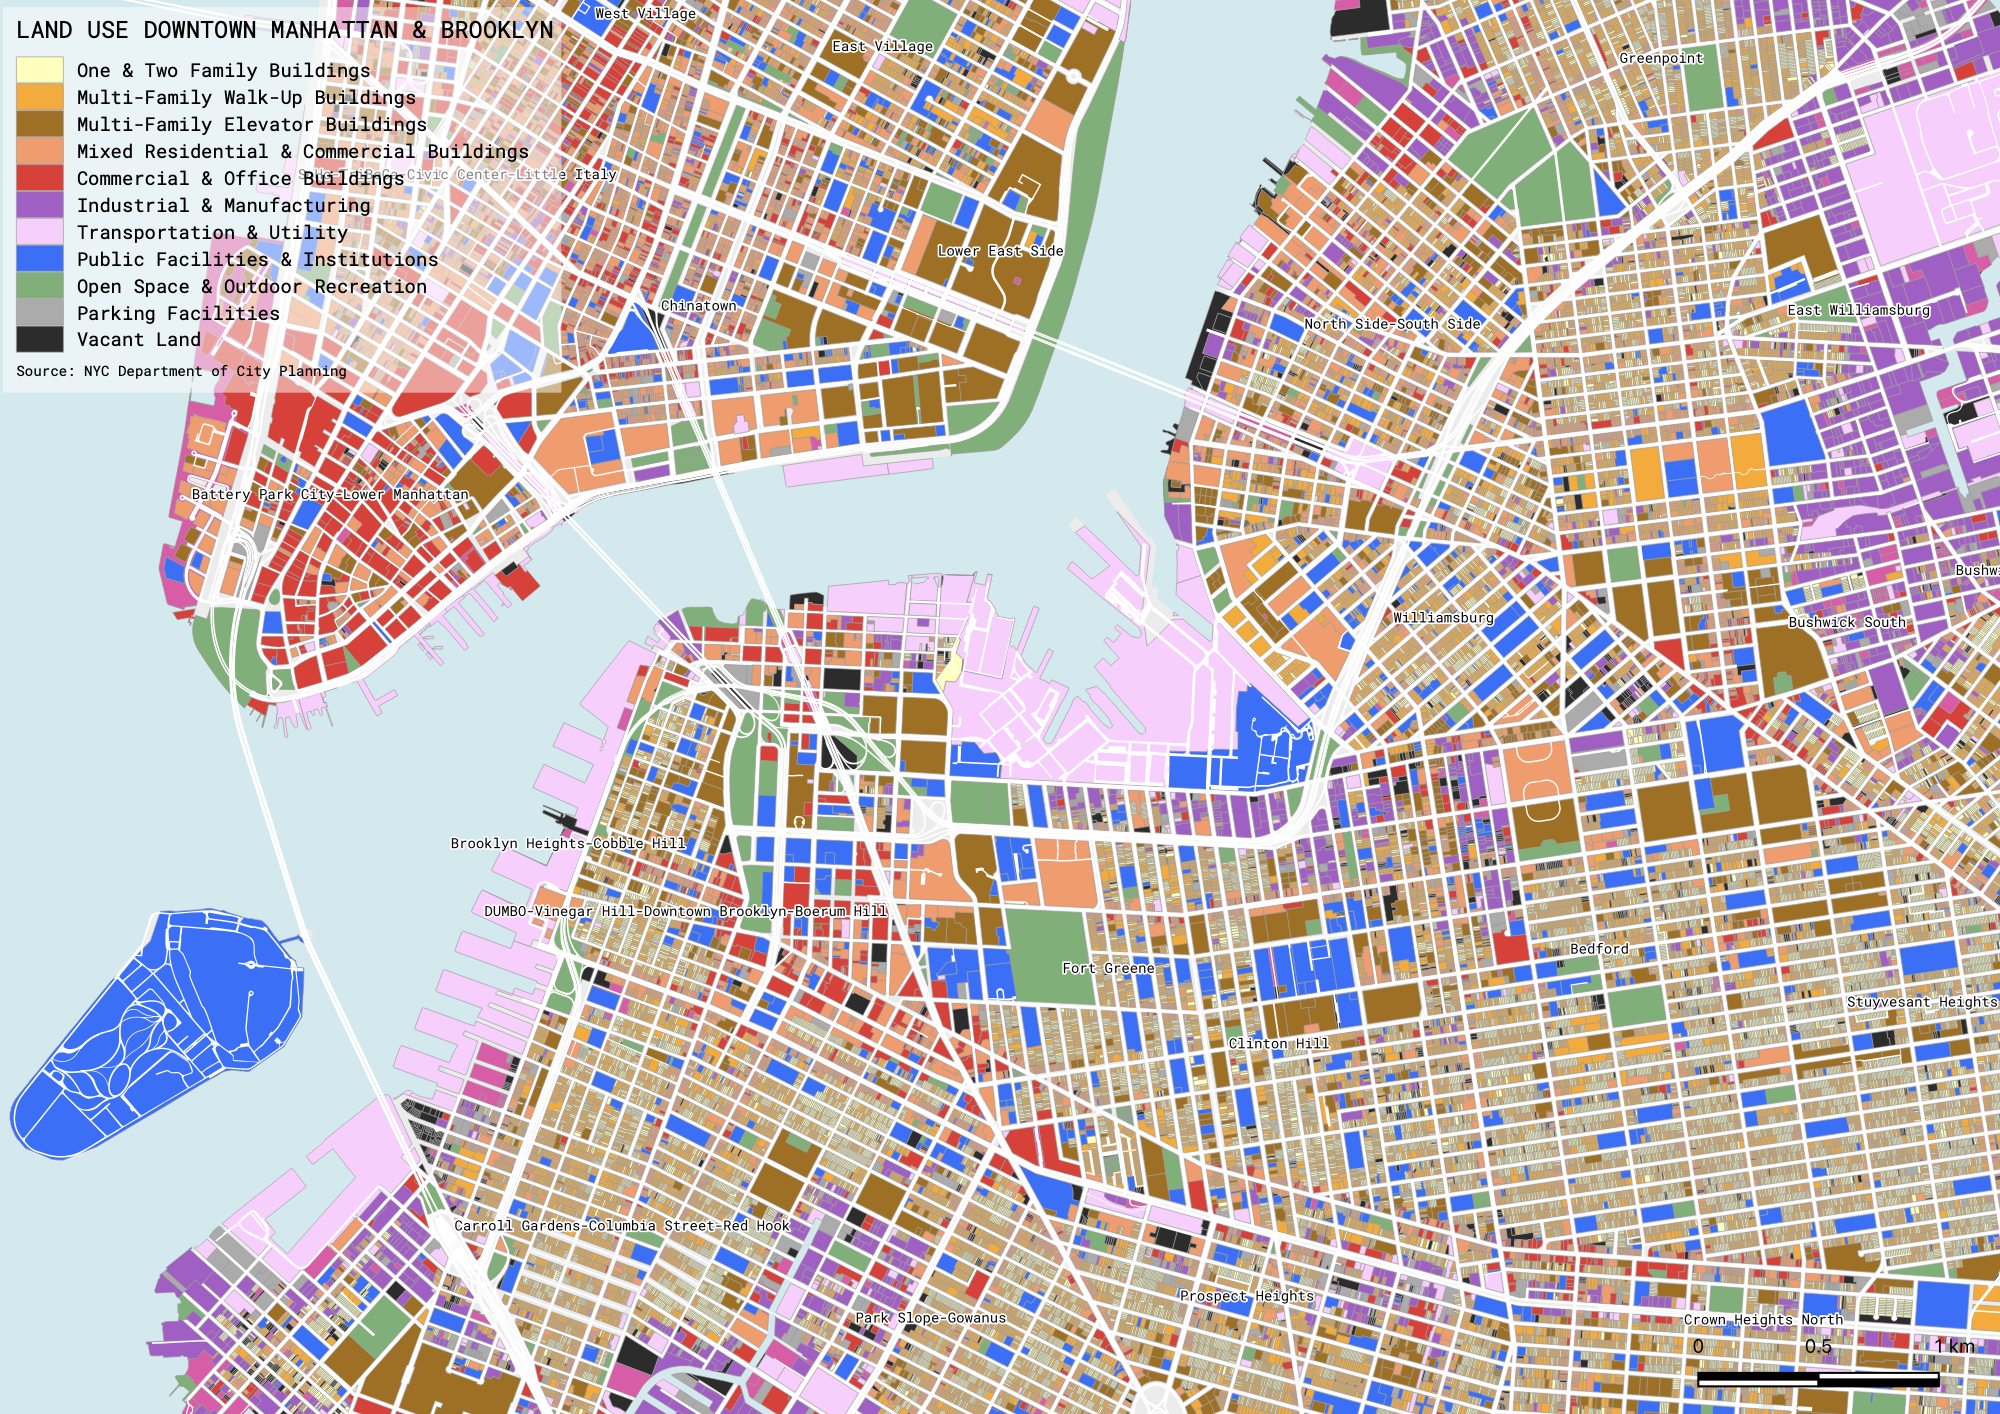 LAND USE DOWNTOWN MANHATTAN & BROOKLYN
One & Two Family Buildings
Multi-Family Walk-Up Buildings
Multi-Family Elevator Buildings
Mixed Residential & Commercial Buildings
Commercial & Office Buildings
Industrial & Manufacturing
Transportation & Utility
Public Facilities & Institutions
Open Space & Outdoor Recreation
Parking Facilities
Vacant Land
Source: NYC Department of City Planning
West Village
East Village
Greenpoint
SoHo-TriBeCa-Civic Center-Little Italy
Lower East Side
Chinatown
East Williamsburg
North Side-South Side
Battery Park City-Lower Manhattan
Bushw
Williamsburg
Bushwick South
Brooklyn Heights-Cobble Hill
DUMBO-Vinegar Hill-Downtown Brooklyn-Boerum Hill
Bedford
Fort Greene
Stuyvesant Heights
Clinton Hill
Carroll Gardens-Columbia Street-Red Hook
Prospect Heights
Park Slope-Gowanus
Crown Heights North
0 0.5 1 km